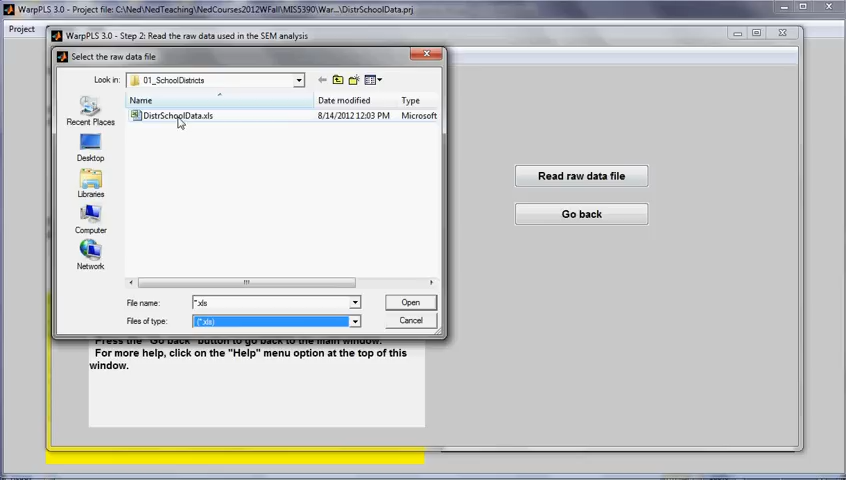 WarpPLS 3.0 - Project file: C:\Ned\NedTeaching\NedCourses2012WFall\MIS5390\War...\DistrSchoolData.prj
Project
WarpPLS 3.0 - Step 2: Read the raw data used in the SEM analysis
Select the raw data file
Look in: 01_SchoolDistricts
Name Date modified Type
DistrSchoolData.xls 8/14/2012 12:03 PM Microsoft
Recent Places
Desktop
Libraries
Computer
Network
File name: *.xls Open
Files of type: (*.xls) Cancel
Read raw data file
Go back
Press the "Go back" button to go back to the main window.
For more help, click on the "Help" menu option at the top of this
window.